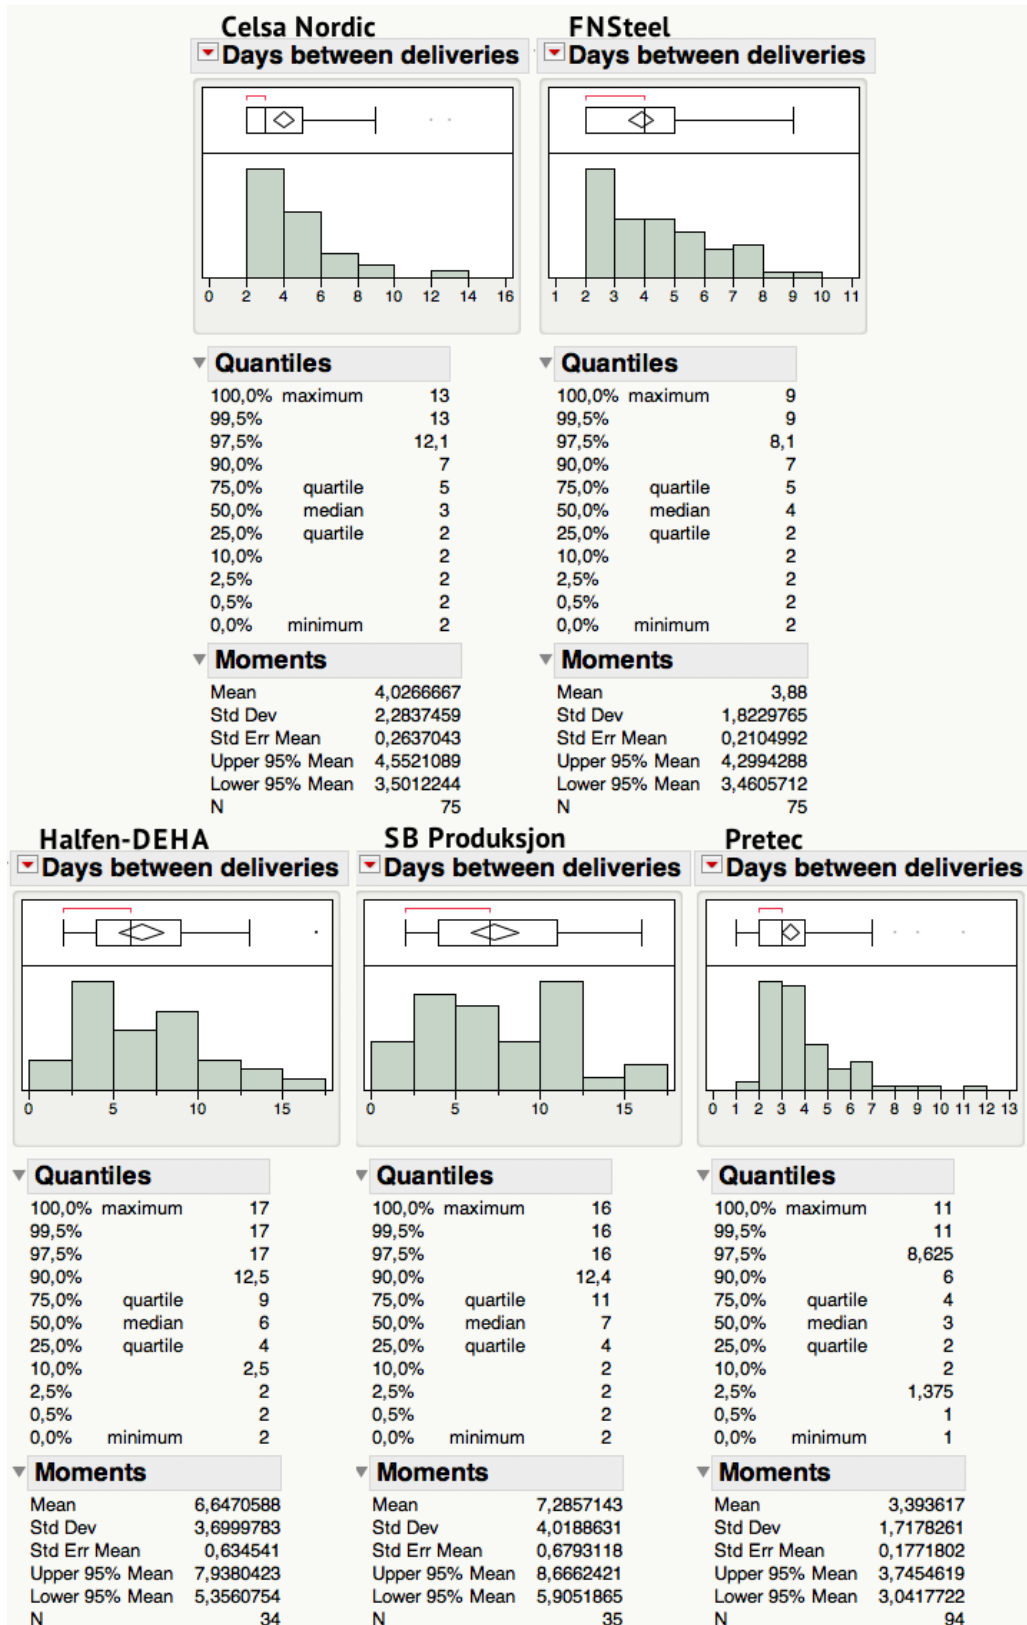 Celsa Nordic FNSteel
Days between deliveries Days between deliveries
0 2 4 6 8 10 12 14 16 1 2 3 4 5 6 7 8 9 10 11
Quantiles Quantiles
100,0% maximum 13 100,0% maximum 9
99,5% 13 99,5% 9
97,5% 12,1 97,5% 8,1
90,0% 7 90,0% 7
75,0% quartile 5 75,0% quartile 5
50,0% median 3 50,0% median 4
25,0% quartile 2 25,0% quartile 2
10,0% 2 10,0% 2
2,5% 2 2,5% 2
0,5% 2 0,5% 2
0,0% minimum 2 0,0% minimum 2
Moments Moments
Mean 4,0266667 Mean 3,88
Std Dev 2,2837459 Std Dev 1,8229765
Std Err Mean 0,2637043 Std Err Mean 0,2104992
Upper 95% Mean 4,5521089 Upper 95% Mean 4,2994288
Lower 95% Mean 3,5012244 Lower 95% Mean 3,4605712
N 75 N 75
Halfen-DEHA SB Produksjon Pretec
Days between deliveries Days between deliveries Days between deliveries
0 5 10 15 0 5 10 15 0 1 2 3 4 5 6 7 8 9 10 11 12 13
Quantiles Quantiles Quantiles
100,0% maximum 17 100,0% maximum 16 100,0% maximum 11
99,5% 17 99,5% 16 99,5% 11
97,5% 17 97,5% 16 97,5% 8,625
90,0% 12,5 90,0% 12,4 90,0% 6
75,0% quartile 9 75,0% quartile 11 75,0% quartile 4
50,0% median 6 50,0% median 7 50,0% median 3
25,0% quartile 4 25,0% quartile 4 25,0% quartile 2
10,0% 2,5 10,0% 2 10,0% 2
2,5% 2 2,5% 2 2,5% 1,375
0,5% 2 0,5% 2 0,5% 1
0,0% minimum 2 0,0% minimum 2 0,0% minimum 1
Moments Moments Moments
Mean 6,6470588 Mean 7,2857143 Mean 3,393617
Std Dev 3,6999783 Std Dev 4,0188631 Std Dev 1,7178261
Std Err Mean 0,634541 Std Err Mean 0,6793118 Std Err Mean 0,1771802
Upper 95% Mean 7,9380423 Upper 95% Mean 8,6662421 Upper 95% Mean 3,7454619
Lower 95% Mean 5,3560754 Lower 95% Mean 5,9051865 Lower 95% Mean 3,0417722
N 34 N 35 N 94